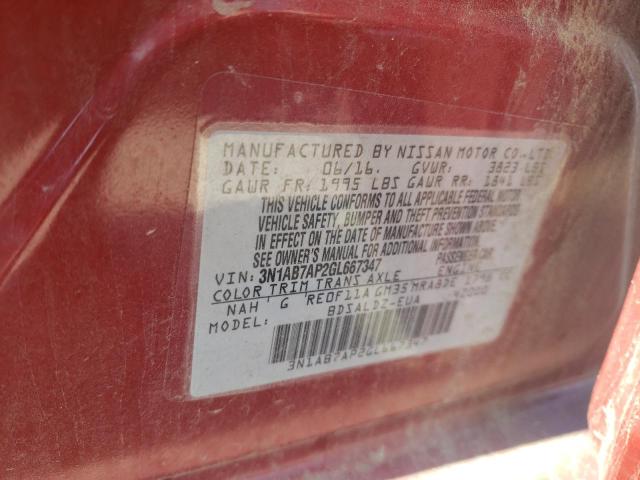 MANUFACTURED BY NISSAN MOTOR CO.,LTD.
DATE: 06/16. GVWR: 3823 LBS
GAWR FR: 1995 LBS GAWR RR: 1841 LBS
THIS VEHICLE CONFORMS TO ALL APPLICABLE FEDERAL MOTOR
VEHICLE SAFETY, BUMPER AND THEFT PREVENTION STANDARDS
IN EFFECT ON THE DATE OF MANUFACTURE SHOWN ABOVE.
SEE OWNER'S MANUAL FOR ADDITIONAL INFORMATION.
VIN: 3N1AB7AP2GL667347 PASSENGER CAR
COLOR TRIM TRANS AXLE ENGINE
NAH G RE0F11A GM35 MRA8DE 1798 CC
MODEL: BDSALDZ-EUA
3N1AB7AP2GL667347